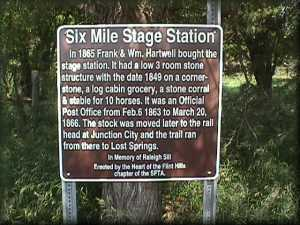 Six Mile Stage Station
In 1865 Frank & Wm. Hartwell bought the
stage station. It had a low 3 room stone
structure with the date 1849 on a corner-
stone, a log cabin grocery, a stone corral
& stable for 10 horses. It was an Official
Post Office from Feb.6 1863 to March 20,
1866. The stock was moved later to the rail
head at Junction City and the trail ran
from there to Lost Springs.
In Memory of Raleigh Sill
Erected by the Heart of the Flint Hills
chapter of the SFTA.